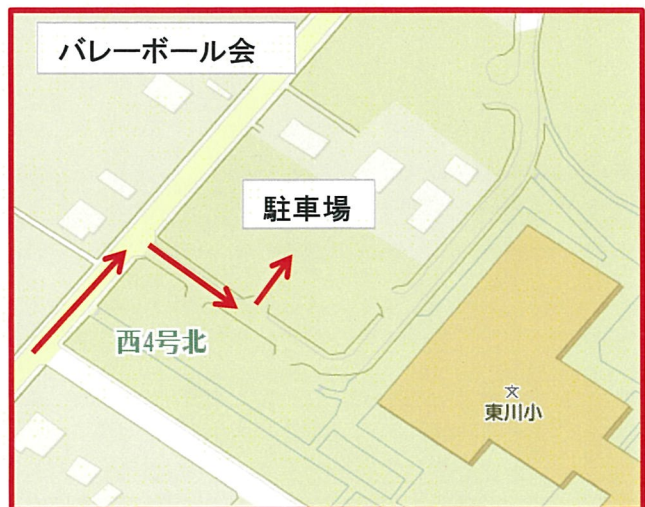 バレーボール会
駐車場
西4号北
文
東川小